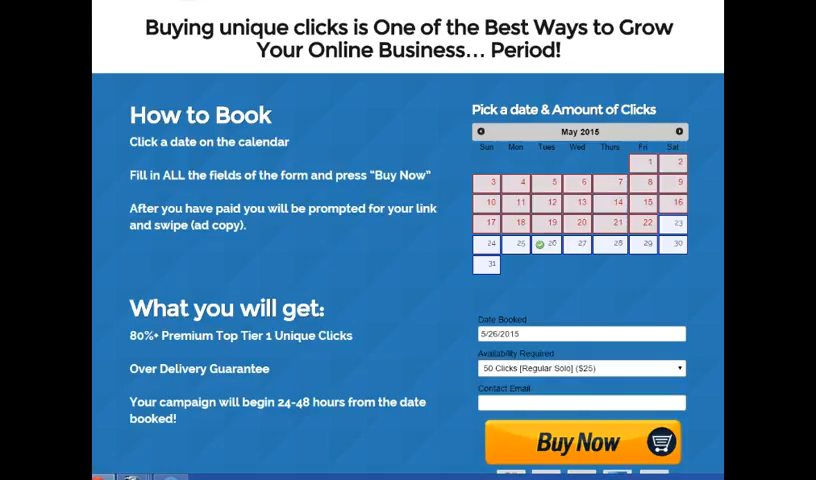 Buying unique clicks is One of the Best Ways to Grow
Your Online Business... Period!
How to Book
Click a date on the calendar
Fill in ALL the fields of the form and press "Buy Now"
After you have paid you will be prompted for your link
and swipe (ad copy).
What you will get:
80%+ Premium Top Tier 1 Unique Clicks
Over Delivery Guarantee
Your campaign will begin 24-48 hours from the date
booked!
Pick a date & Amount of Clicks
May 2015
Sun Mon Tues Wed Thurs Fri Sat
1 2
3 4 5 6 7 8 9
10 11 12 13 14 15 16
17 18 19 20 21 22 23
24 25 26 27 28 29 30
31
Date Booked
5/26/2015
Availability Required
50 Clicks [Regular Solo] ($25)
Contact Email
Buy Now